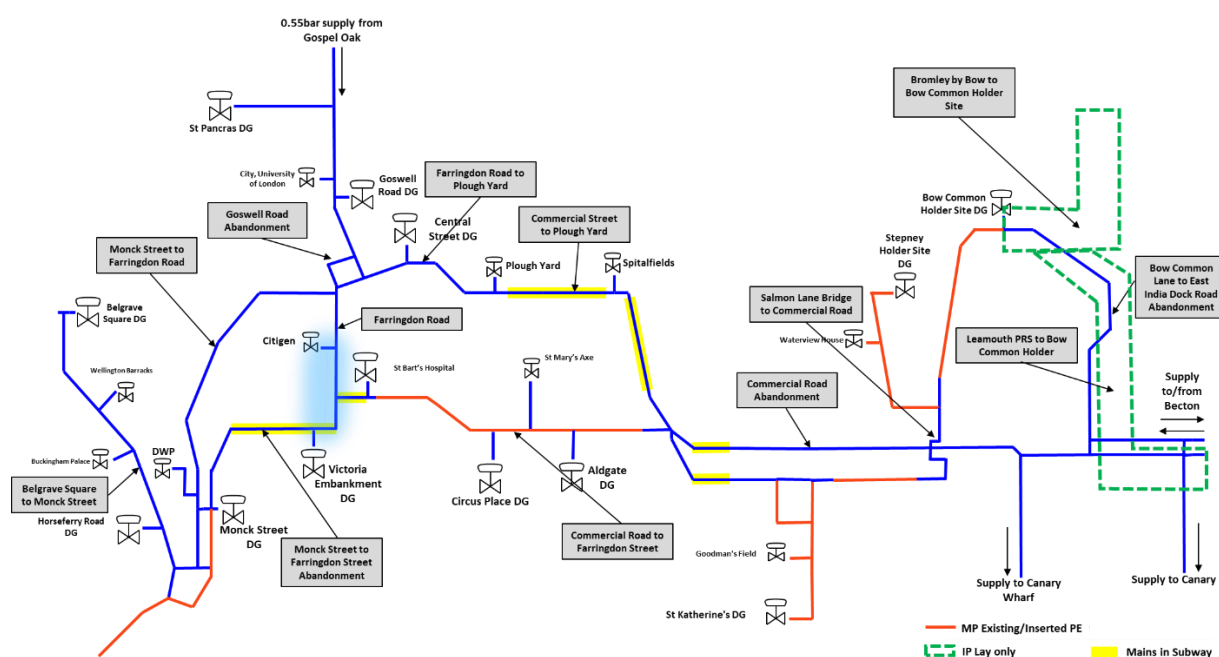 0.55bar supply from
Gospel Oak
St Pancras DG
City, University
of London
Goswell
Road DG
Farringdon Road to
Plough Yard
Bromley by Bow to
Bow Common Holder
Site
Goswell Road
Abandonment
Central
Street DG
Commercial Street
to Plough Yard
Bow Common
Holder Site DG
Monck Street to
Farringdon Road
Plough Yard
Spitalfields
Stepney
Holder Site
DG
Bow Common
Lane to East
India Dock Road
Abandonment
Belgrave
Square DG
Farringdon Road
Salmon Lane Bridge
to Commercial Road
Citigen
Waterview House
Leamouth PRS to Bow
Common Holder
Wellington Barracks
St Bart's Hospital
St Mary's Axe
Commercial Road
Abandonment
Supply
to/from
Becton
Buckingham Palace
DWP
Victoria
Embankment
DG
Circus Place DG
Aldgate
DG
Belgrave Square
to Monck Street
Horseferry Road
DG
Monck Street
DG
Monck Street to
Farringdon Street
Abandonment
Commercial Road to
Farringdon Street
Goodman's Field
St Katherine's DG
Supply to Canary
Wharf
Supply to Canary
MP Existing/Inserted PE
IP Lay only
Mains in Subway